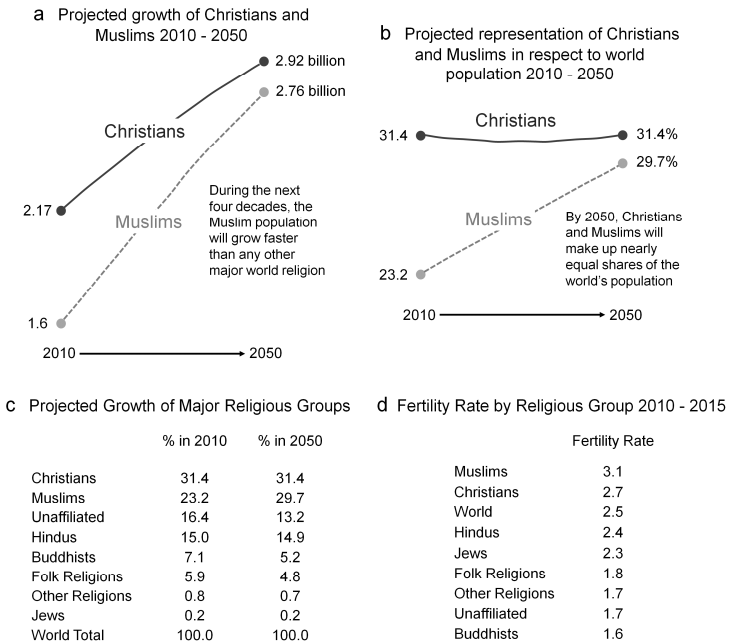 a Projected growth of Christians and
Muslims 2010 - 2050
2.92 billion
2.76 billion
Christians
2.17
Muslims
During the next
four decades, the
Muslim population
will grow faster
than any other
major world religion
1.6
2010
2050
b Projected representation of Christians
and Muslims in respect to world
population 2010 - 2050
Christians
31.4
31.4%
29.7%
Muslims
By 2050, Christians
and Muslims will
make up nearly
equal shares of the
world's population
23.2
2010
2050
c Projected Growth of Major Religious Groups
% in 2010 % in 2050
Christians 31.4 31.4
Muslims 23.2 29.7
Unaffiliated 16.4 13.2
Hindus 15.0 14.9
Buddhists 7.1 5.2
Folk Religions 5.9 4.8
Other Religions 0.8 0.7
Jews 0.2 0.2
World Total 100.0 100.0
d Fertility Rate by Religious Group 2010 - 2015
Fertility Rate
Muslims 3.1
Christians 2.7
World 2.5
Hindus 2.4
Jews 2.3
Folk Religions 1.8
Other Religions 1.7
Unaffiliated 1.7
Buddhists 1.6